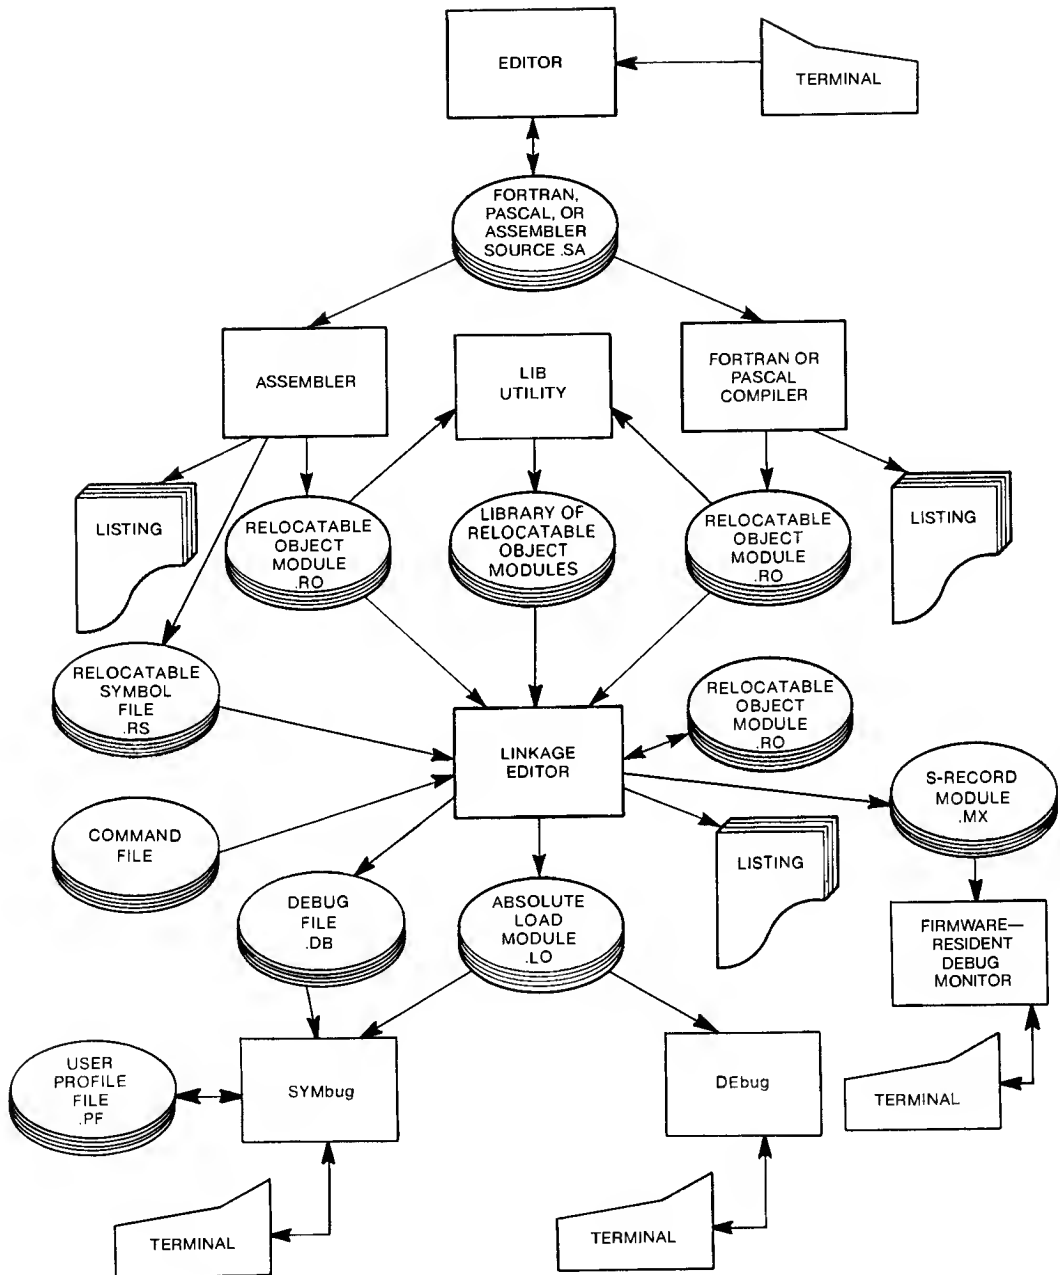 EDITOR
TERMINAL
FORTRAN,
PASCAL, OR
ASSEMBLER
SOURCE .SA
ASSEMBLER
LIB
UTILITY
FORTRAN OR
PASCAL
COMPILER
LISTING
RELOCATABLE
OBJECT
MODULE
.RO
LIBRARY OF
RELOCATABLE
OBJECT
MODULES
RELOCATABLE
OBJECT
MODULE
.RO
LISTING
RELOCATABLE
SYMBOL
FILE
.RS
LINKAGE
EDITOR
RELOCATABLE
OBJECT
MODULE
.RO
S-RECORD
MODULE
.MX
COMMAND
FILE
LISTING
DEBUG
FILE
.DB
ABSOLUTE
LOAD
MODULE
.LO
FIRMWARE—
RESIDENT
DEBUG
MONITOR
USER
PROFILE
FILE
.PF
SYMbug
DEbug
TERMINAL
TERMINAL
TERMINAL